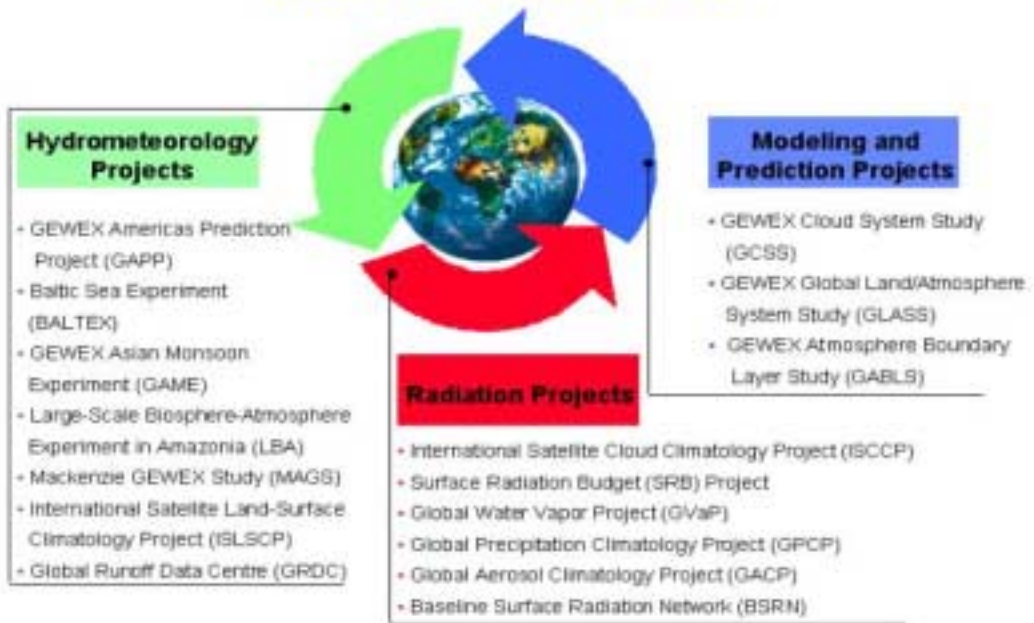 Hydrometeorology
Projects
• GEWEX Americas Prediction
Project (GAPP)
• Baltic Sea Experiment
(BALTEX)
• GEWEX Asian Monsoon
Experiment (GAME)
• Large-Scale Biosphere-Atmosphere
Experiment in Amazonia (LBA)
• Mackenzie GEWEX Study (MAGS)
• International Satellite Land-Surface
Climatology Project (ISLSCP)
• Global Runoff Data Centre (GRDC)
Modeling and
Prediction Projects
• GEWEX Cloud System Study
(GCSS)
• GEWEX Global Land/Atmosphere
System Study (GLASS)
• GEWEX Atmosphere Boundary
Layer Study (GABLS)
Radiation Projects
• International Satellite Cloud Climatology Project (ISCCP)
• Surface Radiation Budget (SRB) Project
• Global Water Vapor Project (GVaP)
• Global Precipitation Climatology Project (GPCP)
• Global Aerosol Climatology Project (GACP)
• Baseline Surface Radiation Network (BSRN)